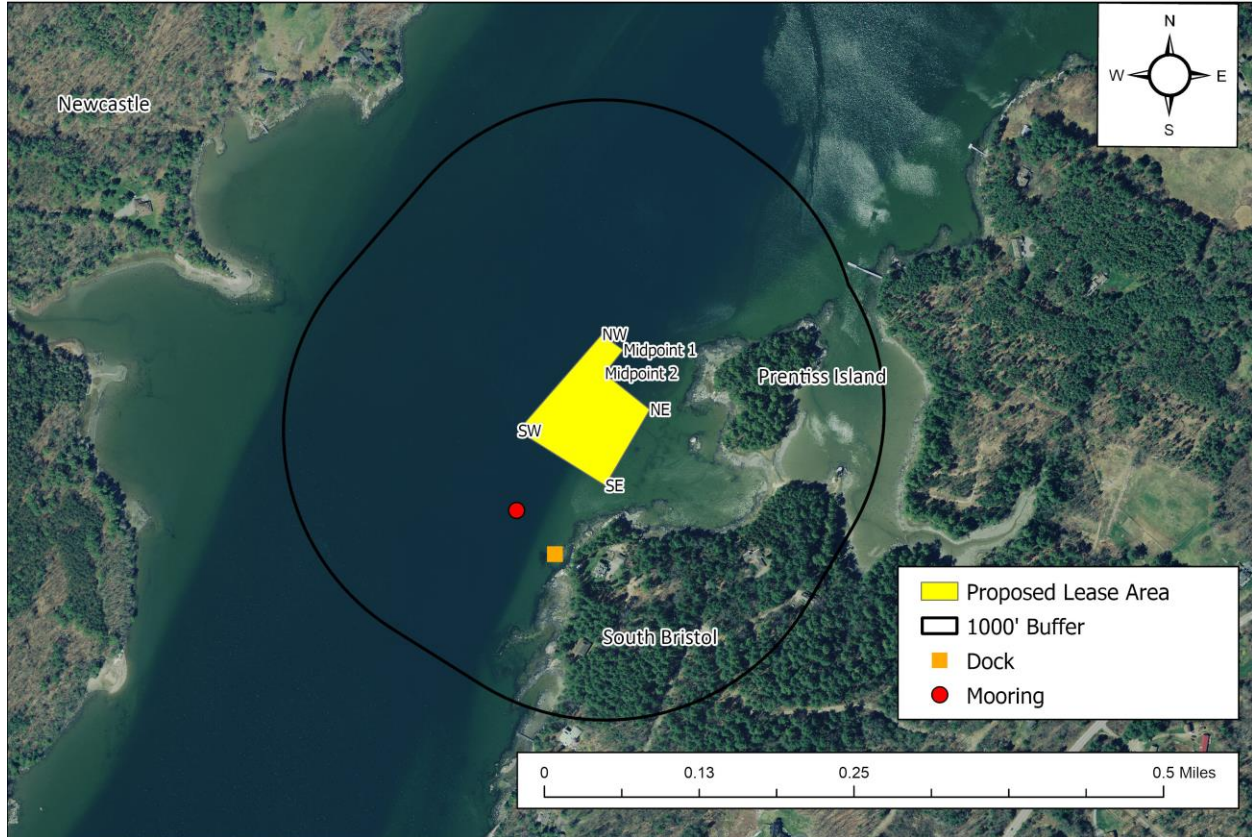 N
W E
S
Newcastle
NW
Midpoint 1
Midpoint 2
Prentiss Island
NE
SW
SE
South Bristol
Proposed Lease Area
1000' Buffer
Dock
Mooring
0 0.13 0.25 0.5 Miles